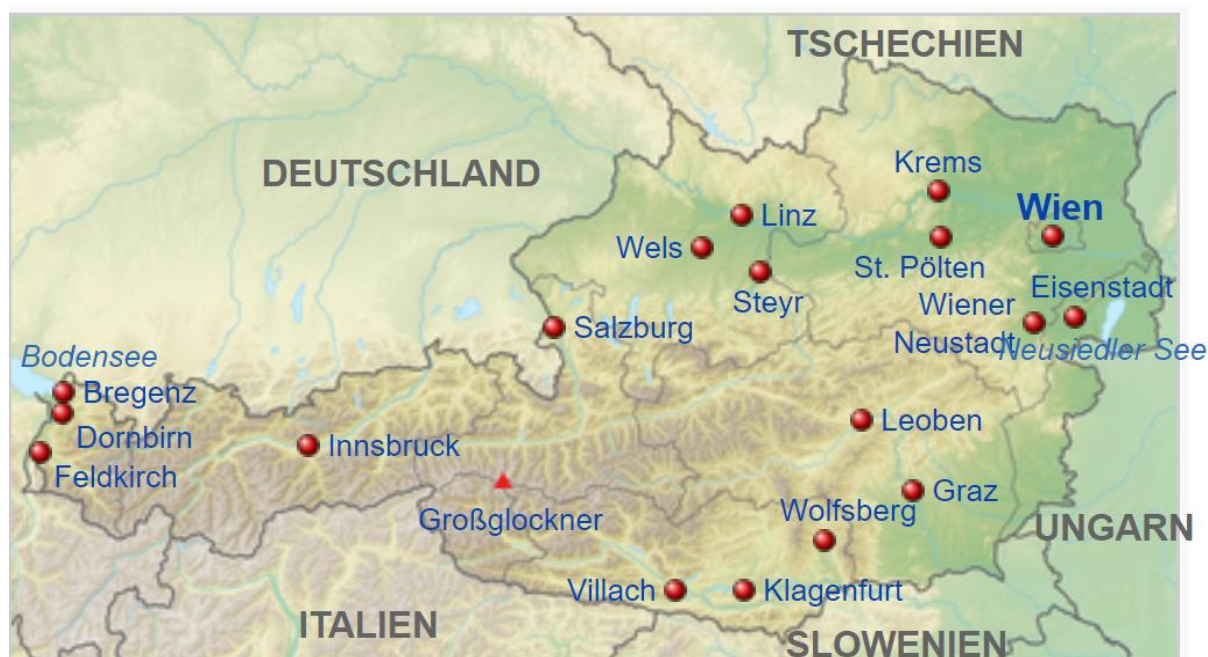 TSCHECHIEN
DEUTSCHLAND
Krems
Wien
Linz
Wels
St. Pölten
Steyr
Eisenstadt
Wiener
Neustadt
Salzburg
Neusiedler See
Bodensee
Bregenz
Dornbirn
Feldkirch
Innsbruck
Leoben
Großglockner
Graz
Wolfsberg
UNGARN
Villach
Klagenfurt
ITALIEN
SLOWENIEN